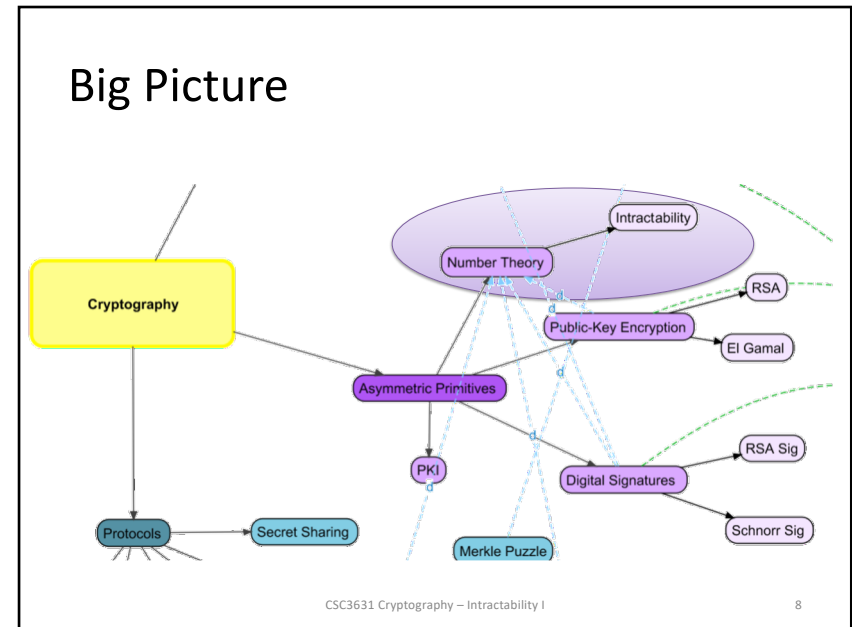 Big Picture
Intractability
Number Theory
Cryptography
d
RSA
d
Public-Key Encryption
El Gamal
d
Asymmetric Primitives
d
RSA Sig
PKI
d
Digital Signatures
Schnorr Sig
Protocols
Secret Sharing
Merkle Puzzle
CSC3631 Cryptography – Intractability I
8